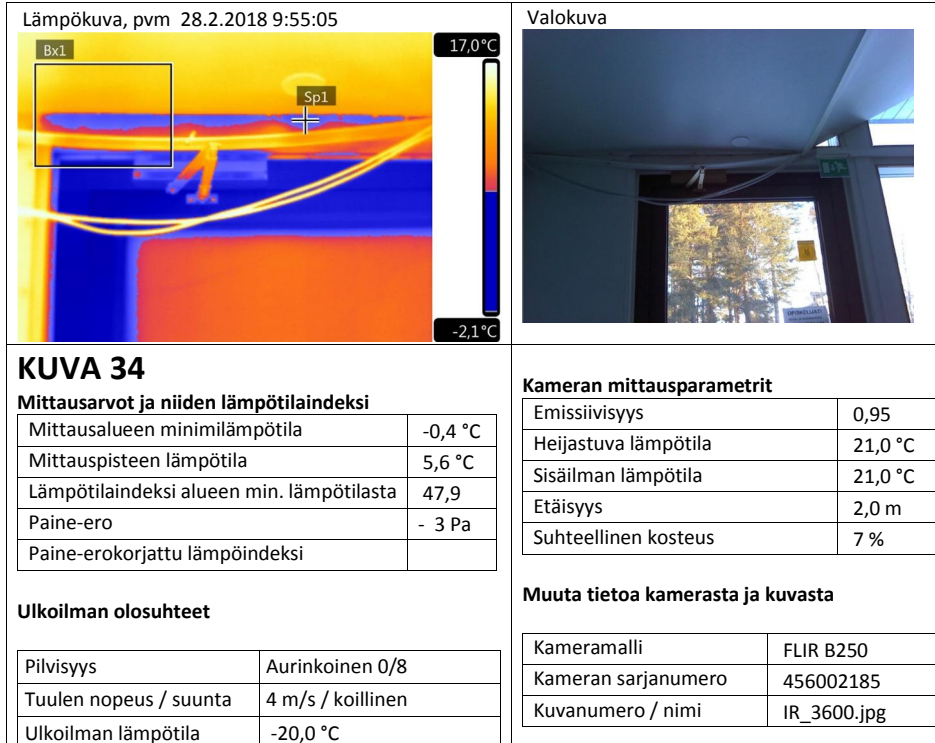 Lämpökuva, pvm 28.2.2018 9:55:05
Bx1
Sp1
17,0°C
-2,1°C
Valokuva
OPISKELIJAT!
KUVA 34
Mittausarvot ja niiden lämpötilaindeksi
Mittausalueen minimilämpötila -0,4 °C
Mittauspisteen lämpötila 5,6 °C
Lämpötilaindeksi alueen min. lämpötilasta 47,9
Paine-ero - 3 Pa
Paine-erokorjattu lämpöindeksi
Ulkoilman olosuhteet
Pilvisyys Aurinkoinen 0/8
Tuulen nopeus / suunta 4 m/s / koillinen
Ulkoilman lämpötila -20,0 °C
Kameran mittausparametrit
Emissiivisyys 0,95
Heijastuva lämpötila 21,0 °C
Sisäilman lämpötila 21,0 °C
Etäisyys 2,0 m
Suhteellinen kosteus 7 %
Muuta tietoa kamerasta ja kuvasta
Kameramalli FLIR B250
Kameran sarjanumero 456002185
Kuvanumero / nimi IR_3600.jpg